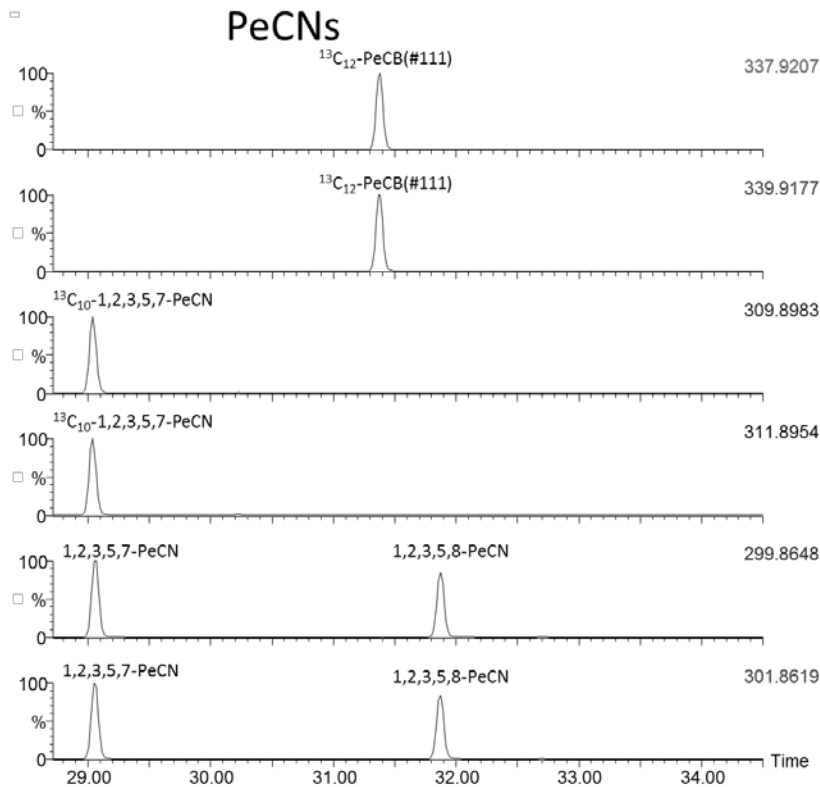 PeCNs
¹³C₁₂-PeCB(#111)
337.9207
100
%
0
¹³C₁₂-PeCB(#111)
339.9177
100
%
0
¹³C₁₀-1,2,3,5,7-PeCN
309.8983
100
%
0
¹³C₁₀-1,2,3,5,7-PeCN
311.8954
100
%
0
1,2,3,5,7-PeCN 1,2,3,5,8-PeCN
299.8648
100
%
0
1,2,3,5,7-PeCN 1,2,3,5,8-PeCN
301.8619
100
%
0
Time
29.00 30.00 31.00 32.00 33.00 34.00